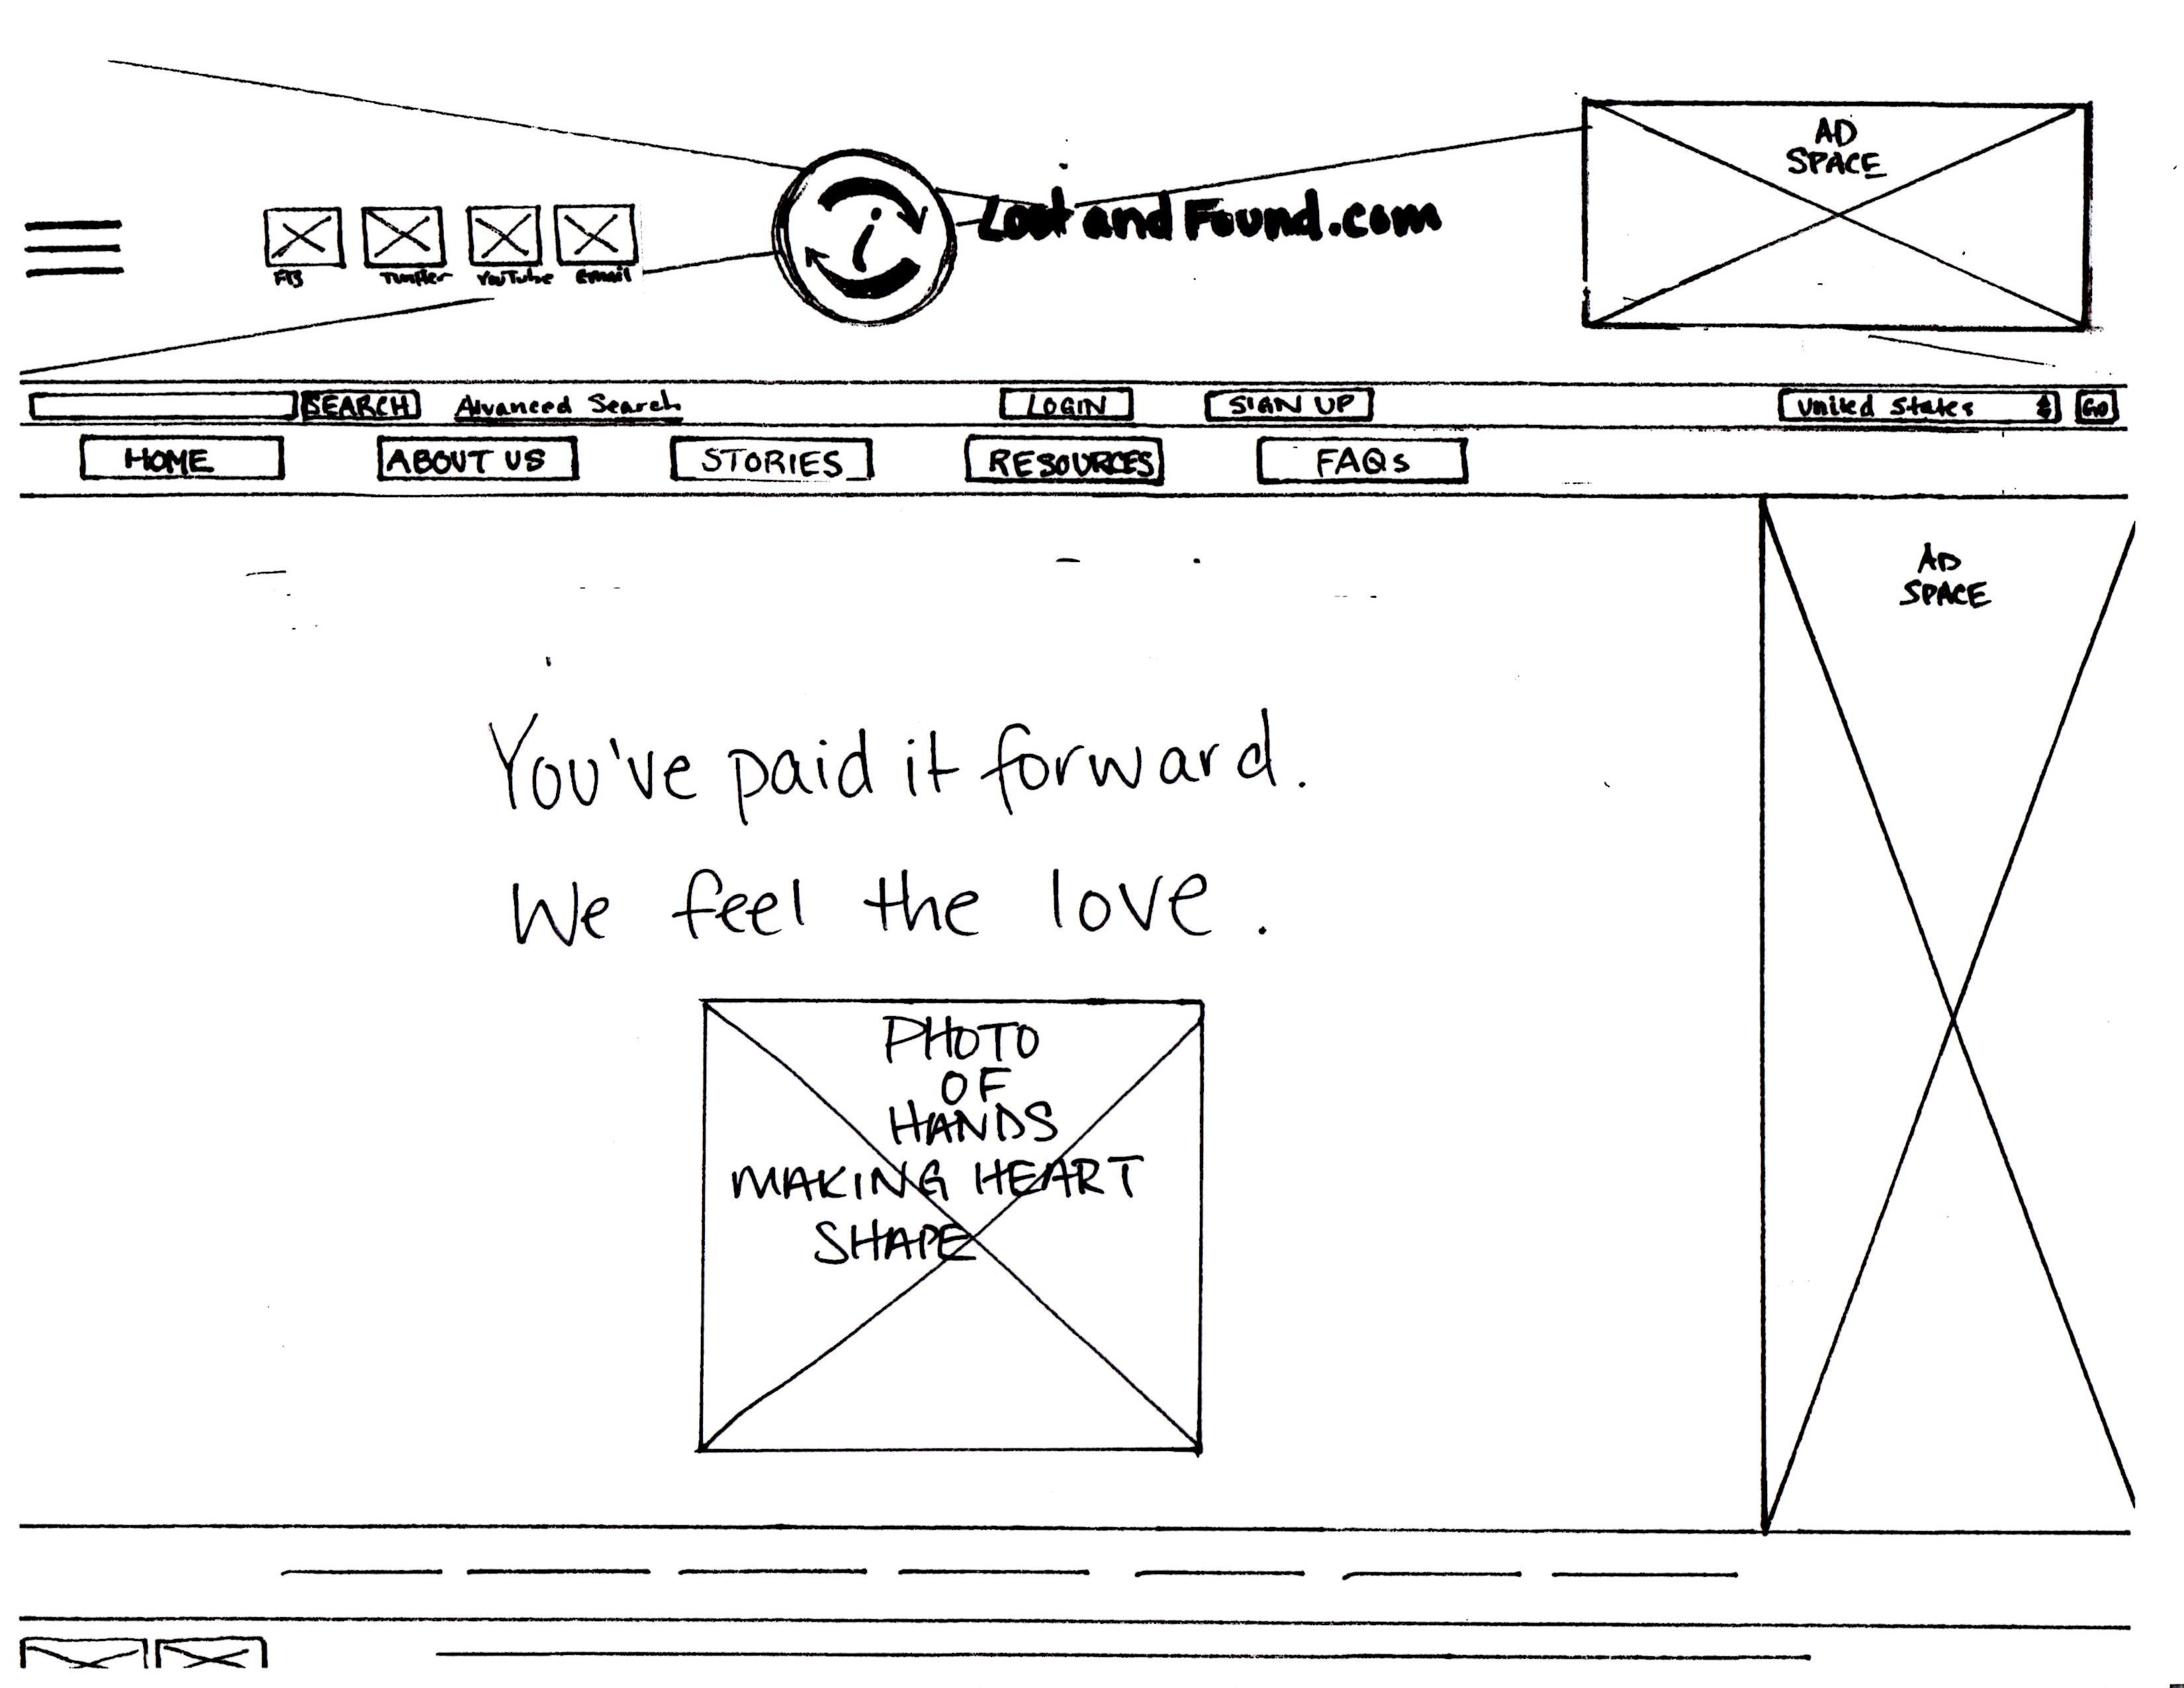 AD
SPACE
i
LostandFound.com
FB
Twitter
YouTube
Email
SEARCH
Advanced Search
LOGIN
SIGN UP
United States
GO
HOME
ABOUT US
STORIES
RESOURCES
FAQs
AD
SPACE
You've paid it forward.
We feel the love.
PHOTO
OF
HANDS
MAKING HEART
SHAPE